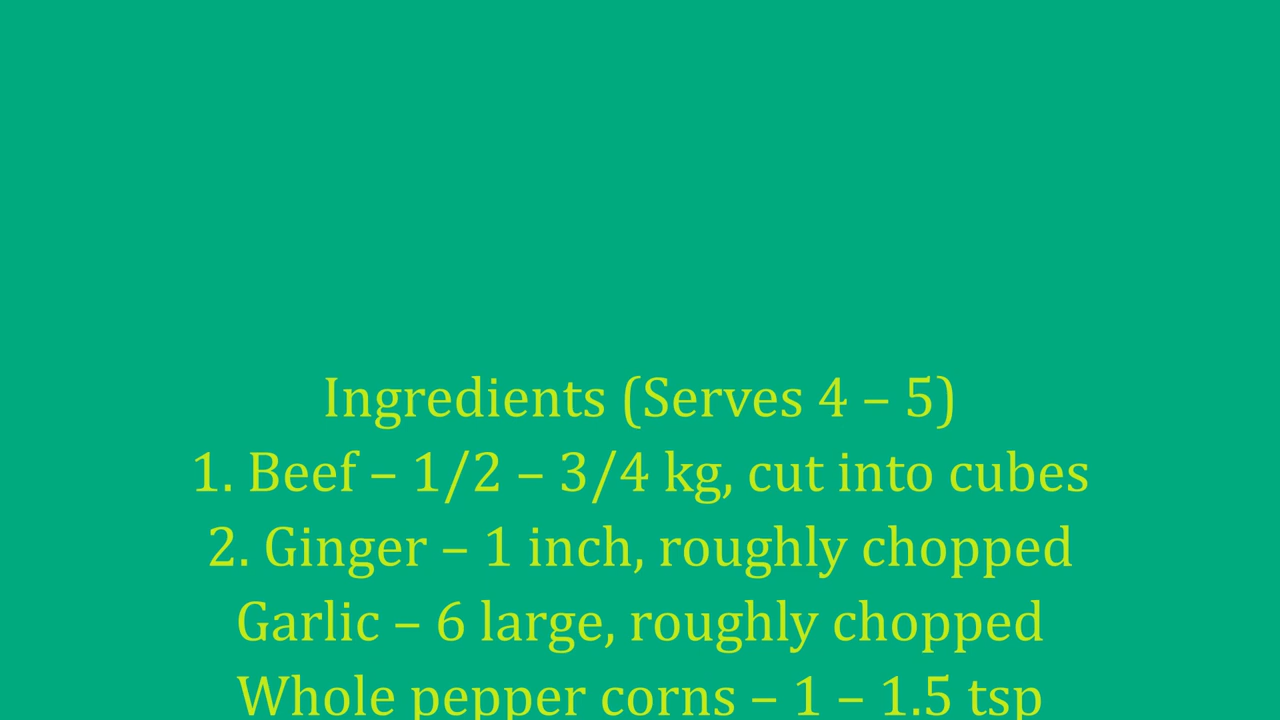 Ingredients (Serves 4 – 5)
1. Beef – 1/2 – 3/4 kg, cut into cubes
2. Ginger – 1 inch, roughly chopped
Garlic – 6 large, roughly chopped
Whole pepper corns – 1 – 1.5 tsp